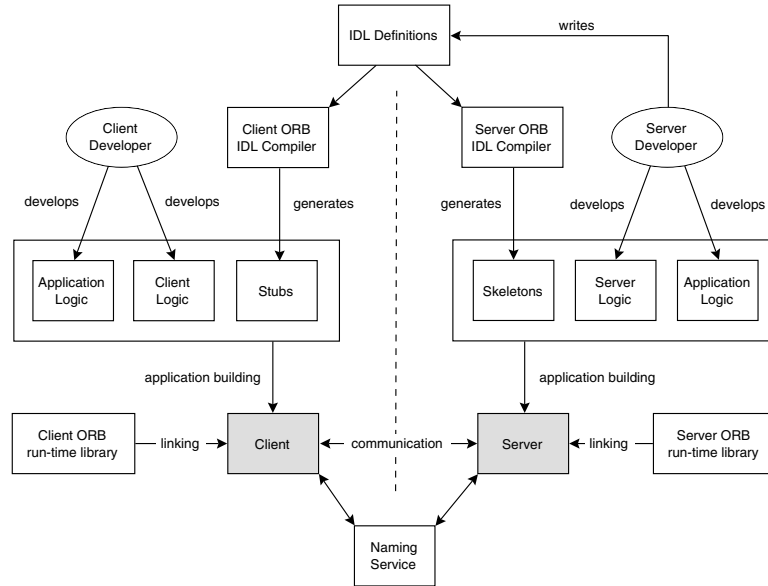 IDL Definitions
writes
Client
Developer
Client ORB
IDL Compiler
Server ORB
IDL Compiler
Server
Developer
develops
develops
generates
generates
develops
develops
Application
Logic
Client
Logic
Stubs
Skeletons
Server
Logic
Application
Logic
application building
application building
Client ORB
run-time library
linking
Client
communication
Server
linking
Server ORB
run-time library
Naming
Service